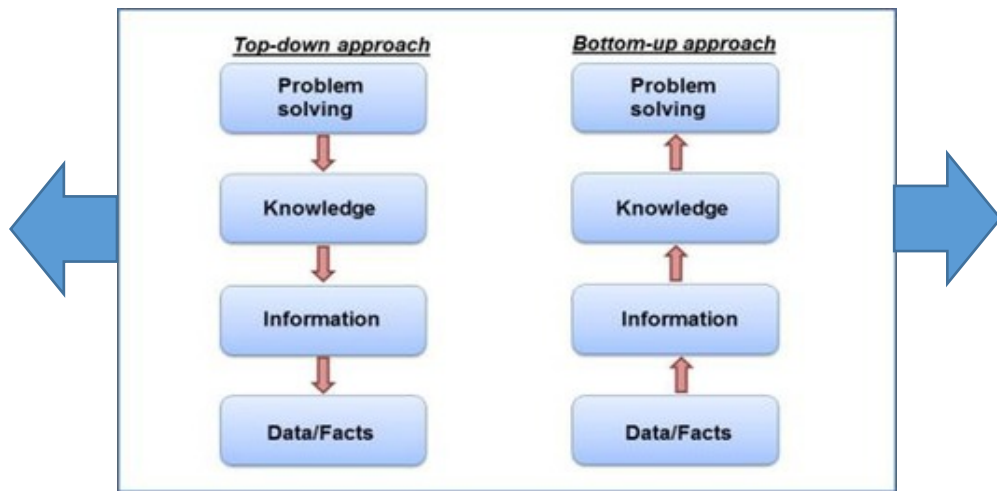 Top-down approach
Problem
solving
Knowledge
Information
Data/Facts
Bottom-up approach
Problem
solving
Knowledge
Information
Data/Facts